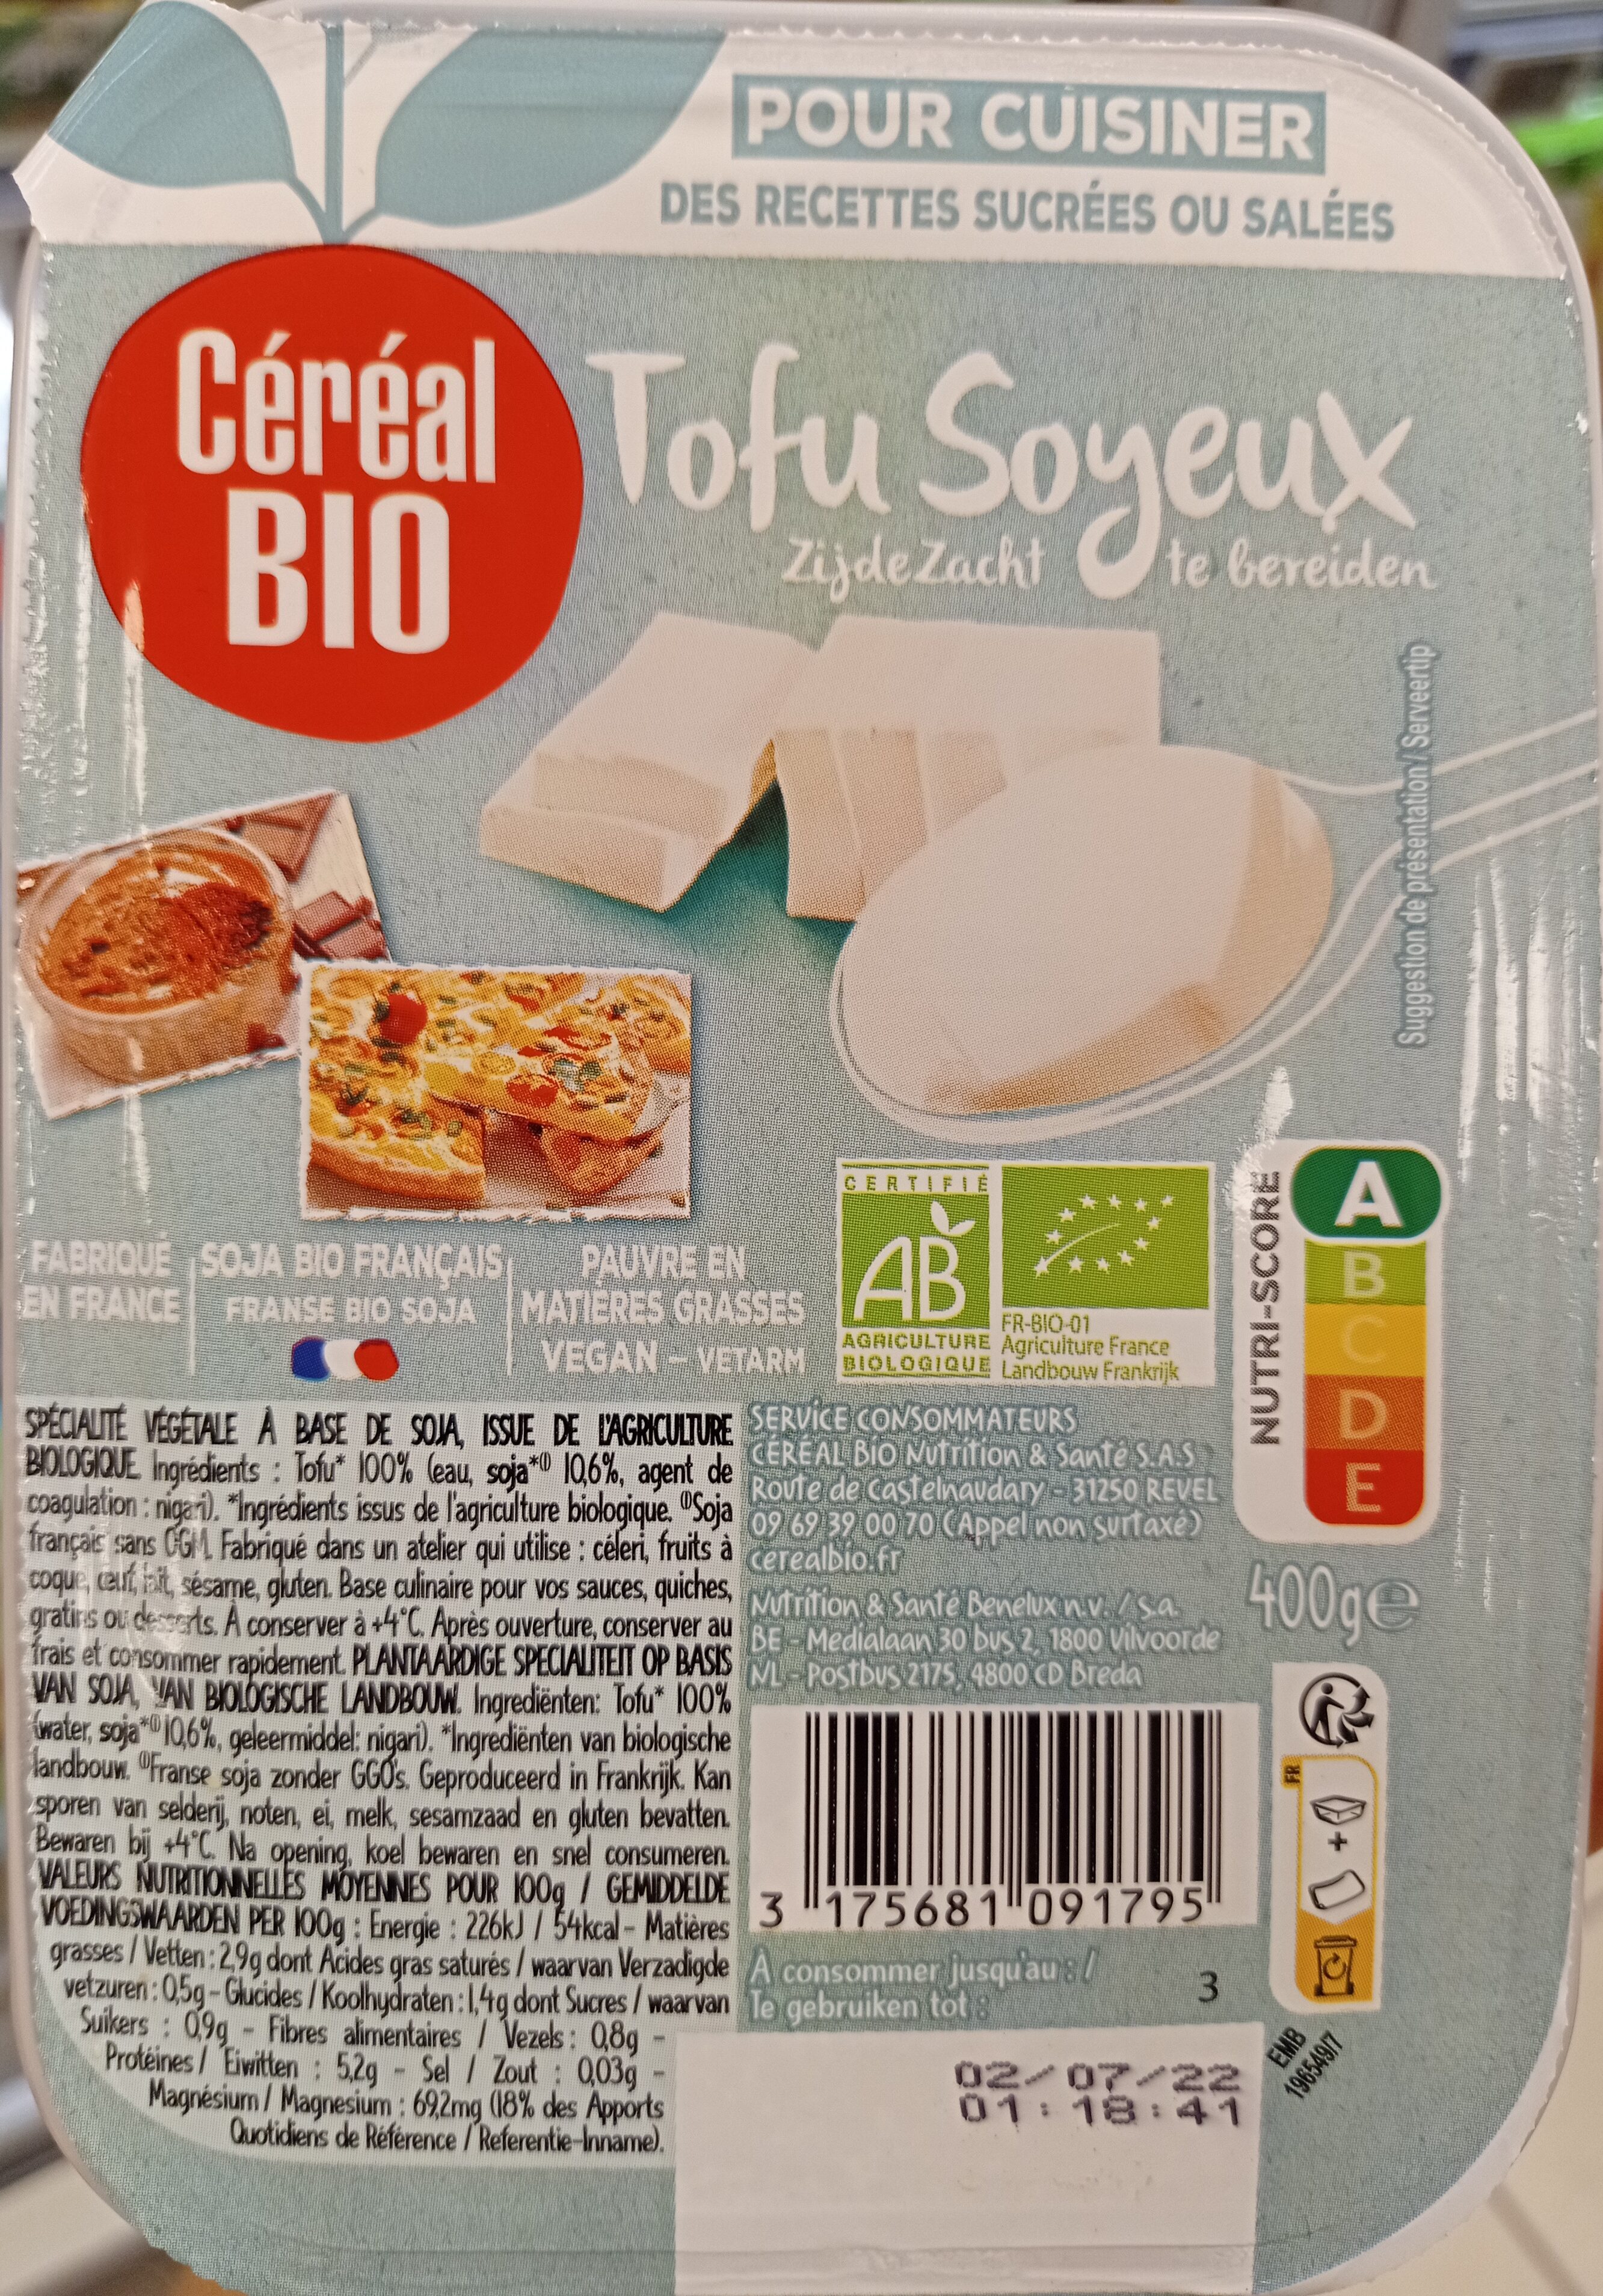 POUR CUISINER
DES RECETTES SUCRÉES OU SALÉES
Céréal
BIO
Tofu Soyeux
ZijdeZacht te bereiden
Suggestion de présentation / Serveertip
FABRIQUÉ
EN FRANCE
SOJA BIO FRANÇAIS
FRANSE BIO SOJA
PAUVRE EN
MATIÈRES GRASSES
VEGAN - VETARM
CERTIFIÉ
AB
AGRICULTURE
BIOLOGIQUE
FR-BIO-01
Agriculture France
Landbouw Frankrijk
NUTRI-SCORE
A
B
C
D
E
SPÉCIALITÉ VÉGÉTALE À BASE DE SOJA, ISSUE DE L'AGRICULTURE
BIOLOGIQUE. Ingrédients : Tofu* 100% (eau, soja*(1) 10,6%, agent de
coagulation : nigari). *Ingrédients issus de l'agriculture biologique. (1)Soja
français sans OGM. Fabriqué dans un atelier qui utilise : céleri, fruits à
coque, œuf, lait, sésame, gluten. Base culinaire pour vos sauces, quiches,
gratins ou desserts. À conserver à +4°C. Après ouverture, conserver au
frais et consommer rapidement. PLANTAARDIGE SPECIALITEIT OP BASIS
VAN SOJA, VAN BIOLOGISCHE LANDBOUW. Ingrediënten: Tofu* 100%
(water, soja*(1) 10,6%, geleermiddel: nigari). *Ingrediënten van biologische
landbouw. (1)Franse soja zonder GGO's. Geproduceerd in Frankrijk. Kan
sporen van selderij, noten, ei, melk, sesamzaad en gluten bevatten.
Bewaren bij +4°C. Na opening, koel bewaren en snel consumeren.
VALEURS NUTRITIONNELLES MOYENNES POUR 100g / GEMIDDELDE
VOEDINGSWAARDEN PER 100g : Energie : 226kJ / 54kcal - Matières
grasses / Vetten : 2,9g dont Acides gras saturés / waarvan Verzadigde
vetzuren : 0,5g - Glucides / Koolhydraten : 1,4g dont Sucres / waarvan
Suikers : 0,9g - Fibres alimentaires / Vezels : 0,8g -
Protéines / Eiwitten : 5,2g - Sel / Zout : 0,03g -
Magnésium / Magnesium : 69,2mg (18% des Apports
Quotidiens de Référence / Referentie-Inname).
SERVICE CONSOMMATEURS
CÉRÉAL BIO Nutrition & Santé S.A.S
Route de Castelnaudary - 31250 REVEL
09 69 39 00 70 (Appel non surtaxé)
cerealbio.fr
Nutrition & Santé Benelux n.v. / s.a.
BE - Medialaan 30 bus 2, 1800 Vilvoorde
NL - Postbus 2175, 4800 CD Breda
400g e
FR
+
3 175681 091795
À consommer jusqu'au : /
Te gebruiken tot :
3
02/07/22
01:18:41
EMB
196549/7